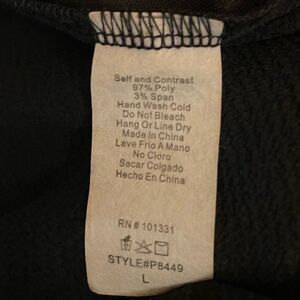 Self and Contrast
97% Poly
3% Span
Hand Wash Cold
Do Not Bleach
Hang Or Line Dry
Made in China
Lave Frio A Mano
No Cloro
Secar Colgado
Hecho En China
RN # 101331
STYLE#P8449
L